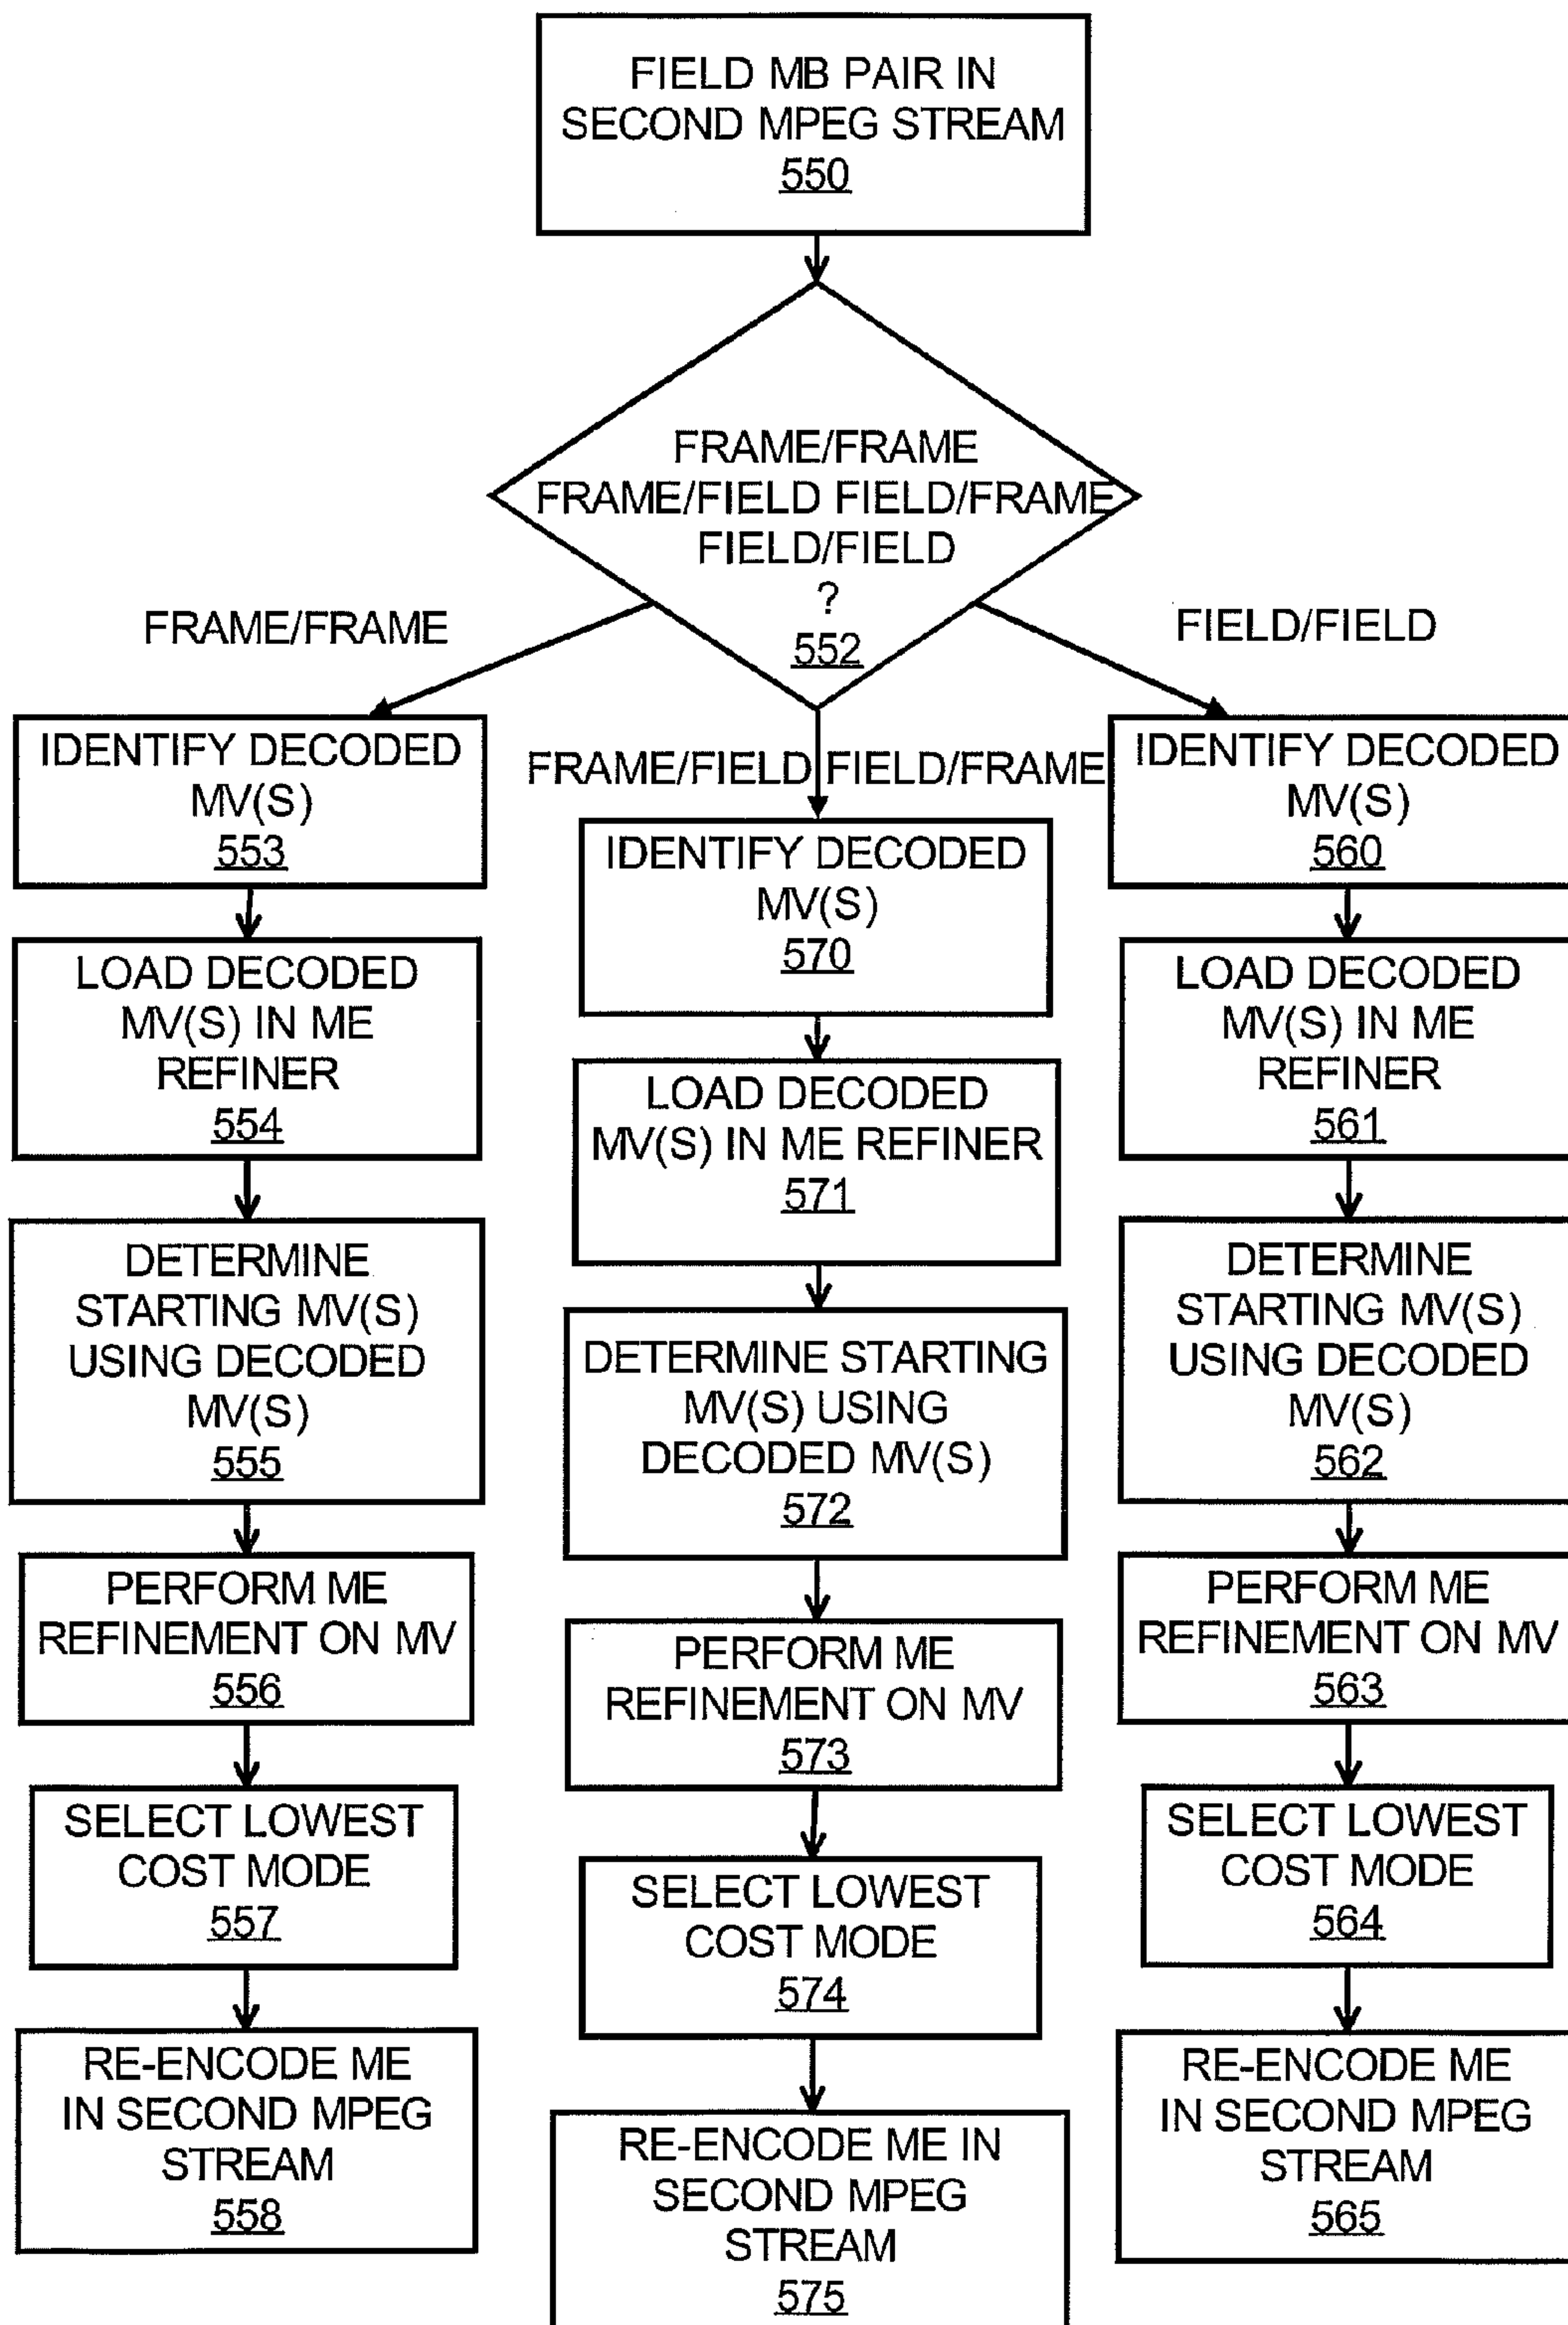 FIELD MB PAIR IN
SECOND MPEG STREAM
550
FRAME/FRAME
FRAME/FIELD FIELD/FRAME
FIELD/FIELD
?
552
FRAME/FRAME
FRAME/FIELD FIELD/FRAME
FIELD/FIELD
IDENTIFY DECODED
MV(S)
553
LOAD DECODED
MV(S) IN ME
REFINER
554
DETERMINE
STARTING MV(S)
USING DECODED
MV(S)
555
PERFORM ME
REFINEMENT ON MV
556
SELECT LOWEST
COST MODE
557
RE-ENCODE ME
IN SECOND MPEG
STREAM
558
IDENTIFY DECODED
MV(S)
570
LOAD DECODED
MV(S) IN ME REFINER
571
DETERMINE STARTING
MV(S) USING
DECODED MV(S)
572
PERFORM ME
REFINEMENT ON MV
573
SELECT LOWEST
COST MODE
574
RE-ENCODE ME IN
SECOND MPEG
STREAM
575
IDENTIFY DECODED
MV(S)
560
LOAD DECODED
MV(S) IN ME
REFINER
561
DETERMINE
STARTING MV(S)
USING DECODED
MV(S)
562
PERFORM ME
REFINEMENT ON MV
563
SELECT LOWEST
COST MODE
564
RE-ENCODE ME
IN SECOND MPEG
STREAM
565